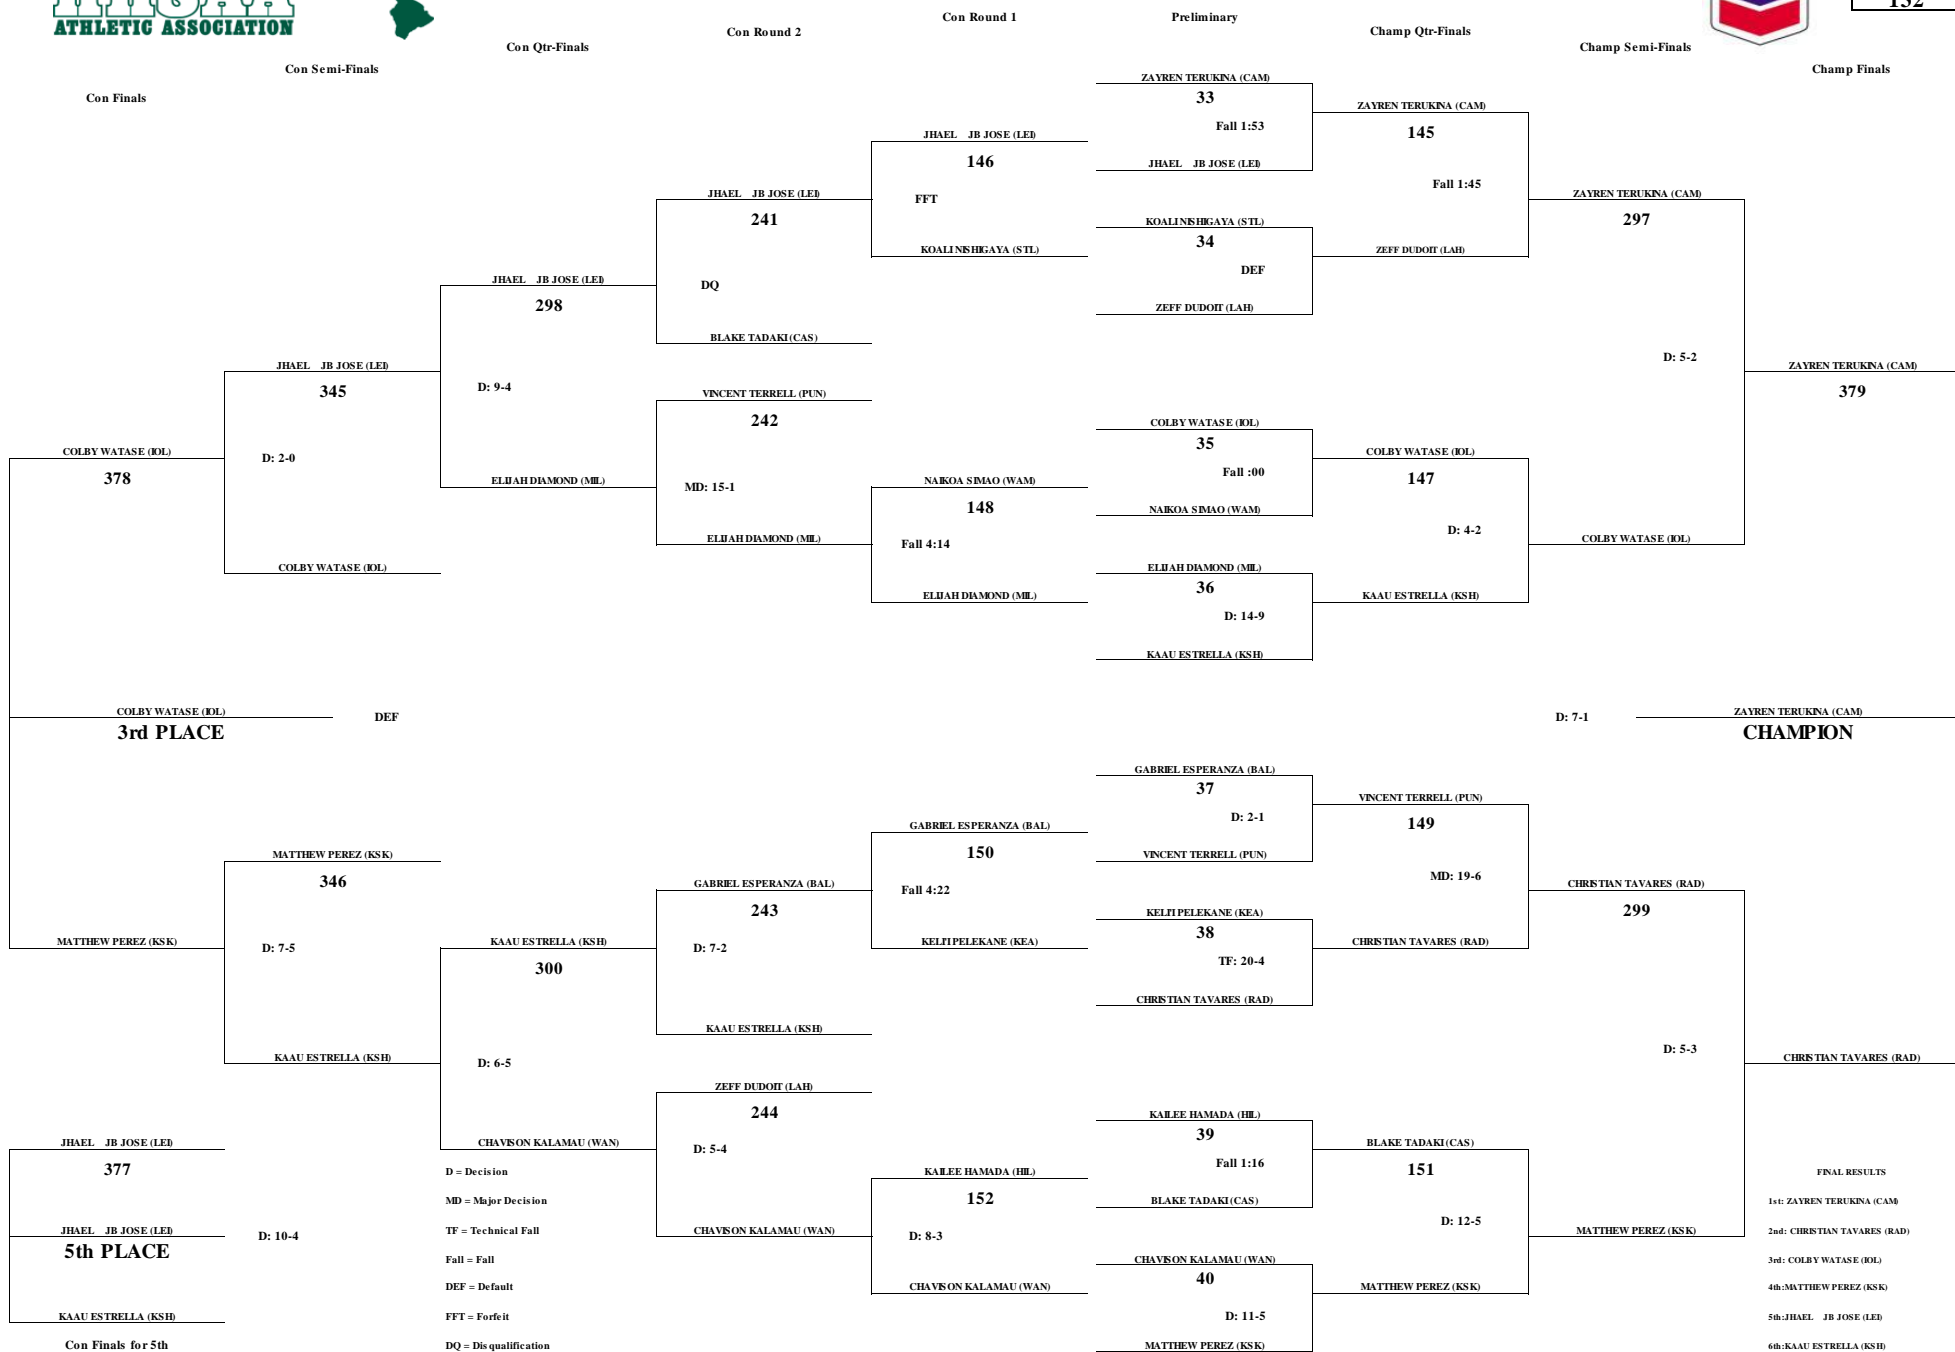 ATHLETIC ASSOCIATION
Con Finals
Con Semi-Finals
Con Qtr-Finals
Con Round 2
Con Round 1
Preliminary
Champ Qtr-Finals
Champ Semi-Finals
Champ Finals
152
ZAYREN TERUKINA (CAM)
33
Fall 1:53
JHAEL JB JOSE (LEI)
KOALI NISHIGAYA (STL)
34
DEF
ZEFF DUDOIT (LAH)
COLBY WATASE (IOL)
35
Fall :00
NAIKOA SIMAO (WAM)
ELIJAH DIAMOND (MIL)
36
D: 14-9
KAAU ESTRELLA (KSH)
GABRIEL ESPERANZA (BAL)
37
D: 2-1
VINCENT TERRELL (PUN)
KELI'I PELEKANE (KEA)
38
TF: 20-4
CHRISTIAN TAVARES (RAD)
KAILEE HAMADA (HIL)
39
Fall 1:16
BLAKE TADAKI (CAS)
CHAVISON KALAMAU (WAN)
40
D: 11-5
MATTHEW PEREZ (KSK)
ZAYREN TERUKINA (CAM)
145
Fall 1:45
ZEFF DUDOIT (LAH)
COLBY WATASE (IOL)
147
D: 4-2
KAAU ESTRELLA (KSH)
VINCENT TERRELL (PUN)
149
MD: 19-6
CHRISTIAN TAVARES (RAD)
BLAKE TADAKI (CAS)
151
D: 12-5
MATTHEW PEREZ (KSK)
ZAYREN TERUKINA (CAM)
297
D: 5-2
COLBY WATASE (IOL)
CHRISTIAN TAVARES (RAD)
299
D: 5-3
MATTHEW PEREZ (KSK)
ZAYREN TERUKINA (CAM)
379
D: 7-1
ZAYREN TERUKINA (CAM)
CHAMPION
CHRISTIAN TAVARES (RAD)
JHAEL JB JOSE (LEI)
146
FFT
KOALI NISHIGAYA (STL)
NAIKOA SIMAO (WAM)
148
Fall 4:14
ELIJAH DIAMOND (MIL)
GABRIEL ESPERANZA (BAL)
150
Fall 4:22
KELI'I PELEKANE (KEA)
KAILEE HAMADA (HIL)
152
D: 8-3
CHAVISON KALAMAU (WAN)
JHAEL JB JOSE (LEI)
241
DQ
BLAKE TADAKI (CAS)
VINCENT TERRELL (PUN)
242
MD: 15-1
ELIJAH DIAMOND (MIL)
GABRIEL ESPERANZA (BAL)
243
D: 7-2
KAAU ESTRELLA (KSH)
ZEFF DUDOIT (LAH)
244
D: 5-4
CHAVISON KALAMAU (WAN)
JHAEL JB JOSE (LEI)
298
D: 9-4
ELIJAH DIAMOND (MIL)
KAAU ESTRELLA (KSH)
300
D: 6-5
CHAVISON KALAMAU (WAN)
JHAEL JB JOSE (LEI)
345
D: 2-0
COLBY WATASE (IOL)
MATTHEW PEREZ (KSK)
346
D: 7-5
KAAU ESTRELLA (KSH)
COLBY WATASE (IOL)
378
COLBY WATASE (IOL)
3rd PLACE
DEF
MATTHEW PEREZ (KSK)
JHAEL JB JOSE (LEI)
377
JHAEL JB JOSE (LEI)
5th PLACE
D: 10-4
KAAU ESTRELLA (KSH)
Con Finals for 5th
D = Decision
MD = Major Decision
TF = Technical Fall
Fall = Fall
DEF = Default
FFT = Forfeit
DQ = Disqualification
FINAL RESULTS
1st: ZAYREN TERUKINA (CAM)
2nd: CHRISTIAN TAVARES (RAD)
3rd: COLBY WATASE (IOL)
4th:MATTHEW PEREZ (KSK)
5th:JHAEL JB JOSE (LEI)
6th:KAAU ESTRELLA (KSH)